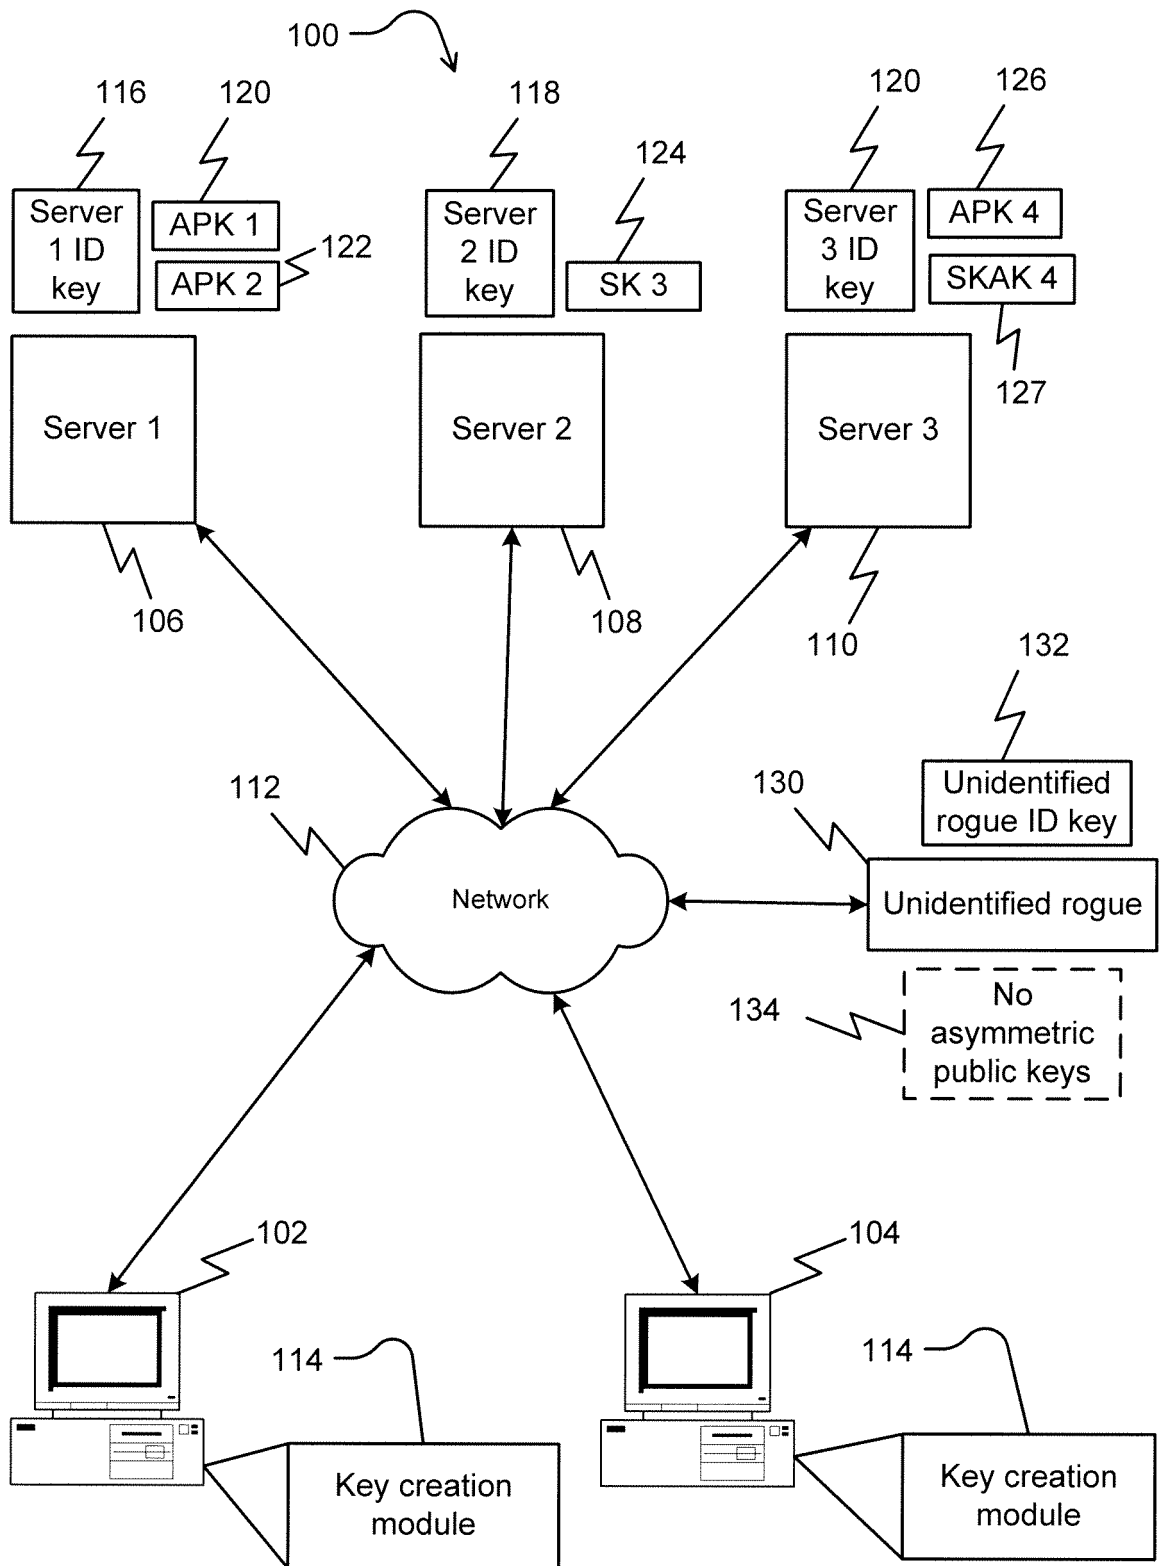 100
116
120
118
120
126
124
Server
1 ID
key
APK 1
122
APK 2
Server
2 ID
key
SK 3
Server
3 ID
key
APK 4
SKAK 4
127
Server 1
Server 2
Server 3
106
108
110
132
112
130
Unidentified
rogue ID key
Network
Unidentified rogue
134
No
asymmetric
public keys
102
104
114
114
Key creation
module
Key creation
module